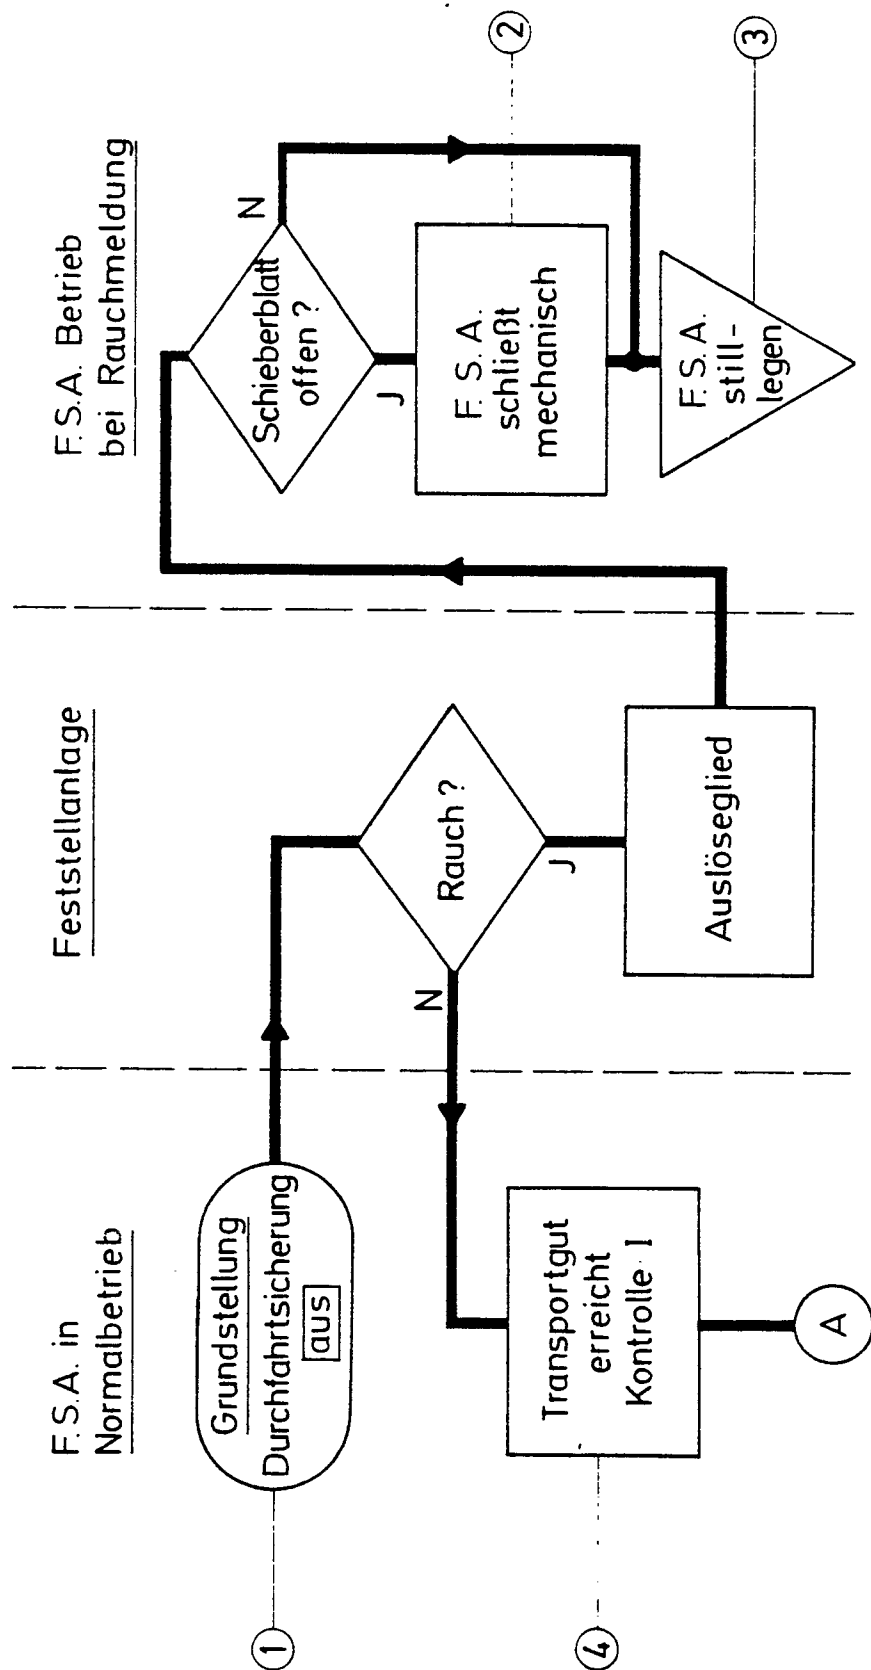 F.S.A. in
Normalbetrieb
Grundstellung
Durchfahrtsicherung
aus
1
Transportgut
erreicht
Kontrolle I
4
A
Feststellanlage
Rauch ?
N
J
Auslöseglied
F.S.A. Betrieb
bei Rauchmeldung
Schieberblatt
offen ?
N
J
F. S. A.
schließt
mechanisch
2
F. S. A.
still-
legen
3